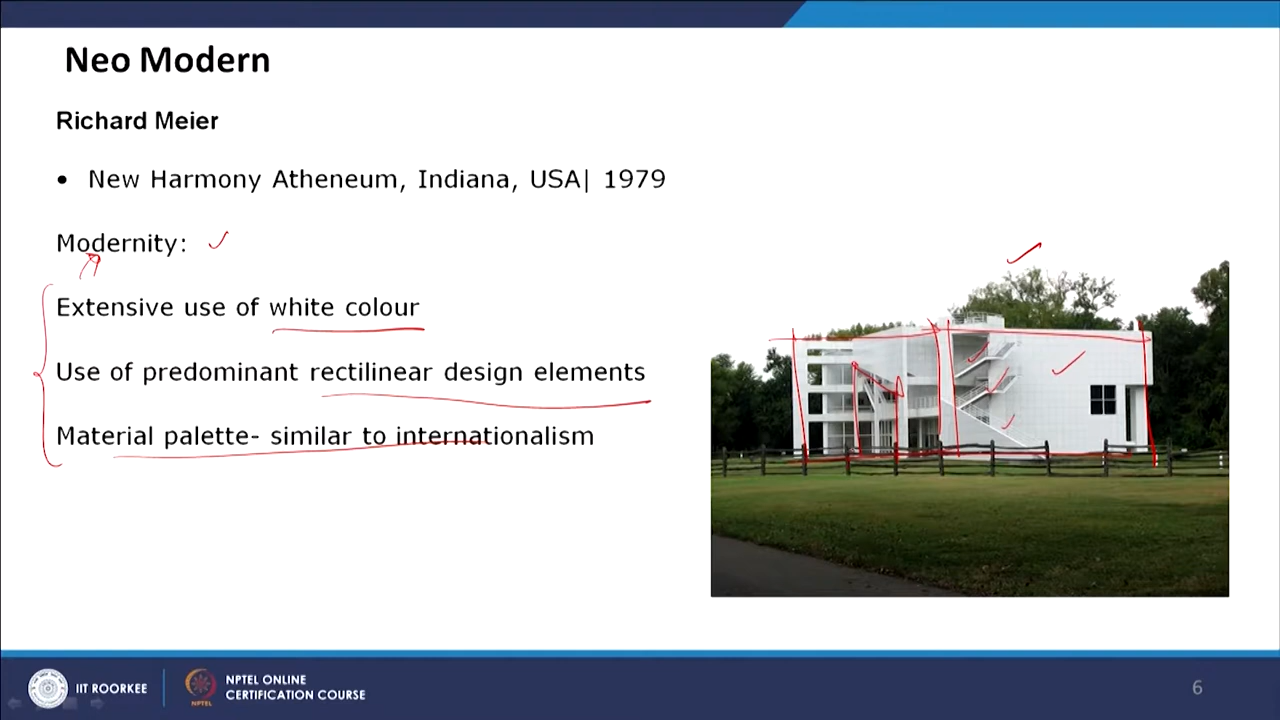 Neo Modern
Richard Meier
• New Harmony Atheneum, Indiana, USA| 1979
Modernity:
Extensive use of white colour
Use of predominant rectilinear design elements
Material palette- similar to internationalism
IIT ROORKEE
NPTEL
NPTEL ONLINE
CERTIFICATION COURSE
6